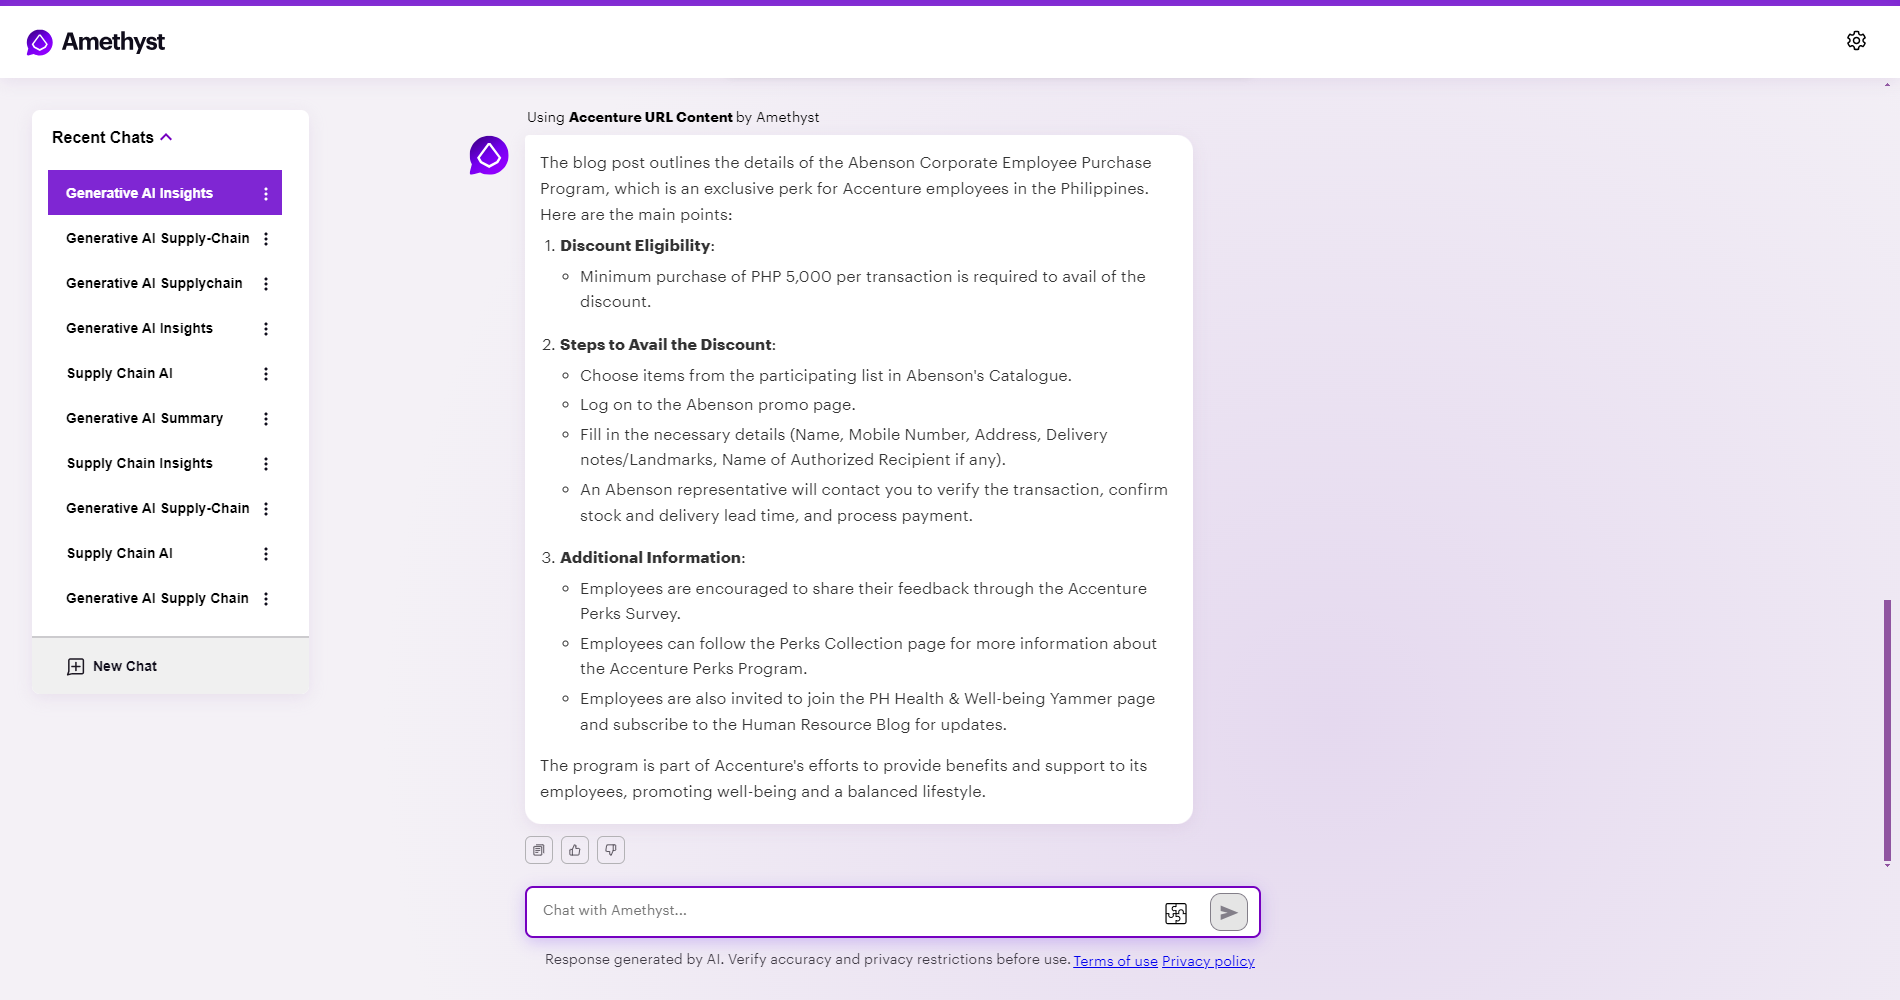 Amethyst
Recent Chats
Generative AI Insights
Generative AI Supply-Chain
Generative AI Supplychain
Generative AI Insights
Supply Chain AI
Generative AI Summary
Supply Chain Insights
Generative AI Supply-Chain
Supply Chain AI
Generative AI Supply Chain
New Chat
Using Accenture URL Content by Amethyst
The blog post outlines the details of the Abenson Corporate Employee Purchase
Program, which is an exclusive perk for Accenture employees in the Philippines.
Here are the main points:
1. Discount Eligibility:
Minimum purchase of PHP 5,000 per transaction is required to avail of the
discount.
2. Steps to Avail the Discount:
Choose items from the participating list in Abenson's Catalogue.
Log on to the Abenson promo page.
Fill in the necessary details (Name, Mobile Number, Address, Delivery
notes/Landmarks, Name of Authorized Recipient if any).
An Abenson representative will contact you to verify the transaction, confirm
stock and delivery lead time, and process payment.
3. Additional Information:
Employees are encouraged to share their feedback through the Accenture
Perks Survey.
Employees can follow the Perks Collection page for more information about
the Accenture Perks Program.
Employees are also invited to join the PH Health & Well-being Yammer page
and subscribe to the Human Resource Blog for updates.
The program is part of Accenture's efforts to provide benefits and support to its
employees, promoting well-being and a balanced lifestyle.
Chat with Amethyst...
Response generated by AI. Verify accuracy and privacy restrictions before use. Terms of use Privacy policy